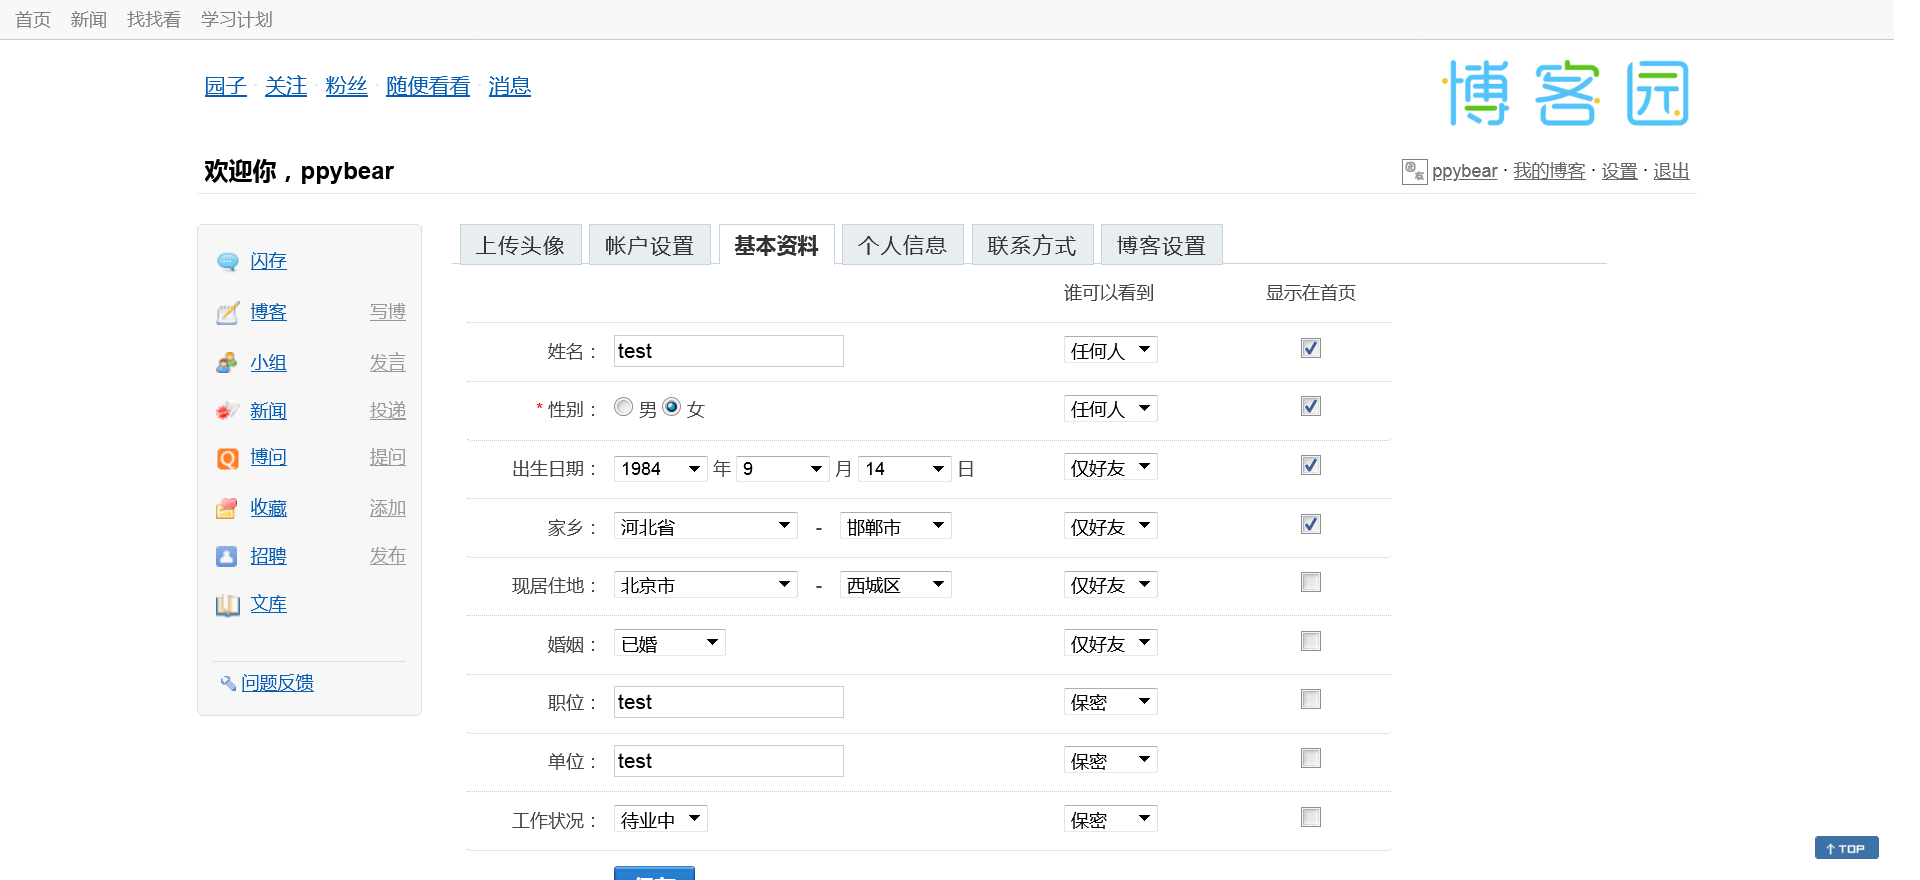 首页 新闻 找找看 学习计划
园子 · 关注 · 粉丝 · 随便看看 · 消息
博客园
欢迎你，ppybear
ppybear · 我的博客 · 设置 · 退出
闪存
博客 写博
小组 发言
新闻 投递
博问 提问
收藏 添加
招聘 发布
文库
问题反馈
上传头像 帐户设置 基本资料 个人信息 联系方式 博客设置
谁可以看到 显示在首页
姓名： test 任何人
* 性别： 男 女 任何人
出生日期： 1984 年 9 月 14 日 仅好友
家乡： 河北省 - 邯郸市 仅好友
现居住地： 北京市 - 西城区 仅好友
婚姻： 已婚 仅好友
职位： test 保密
单位： test 保密
工作状况： 待业中 保密
TOP